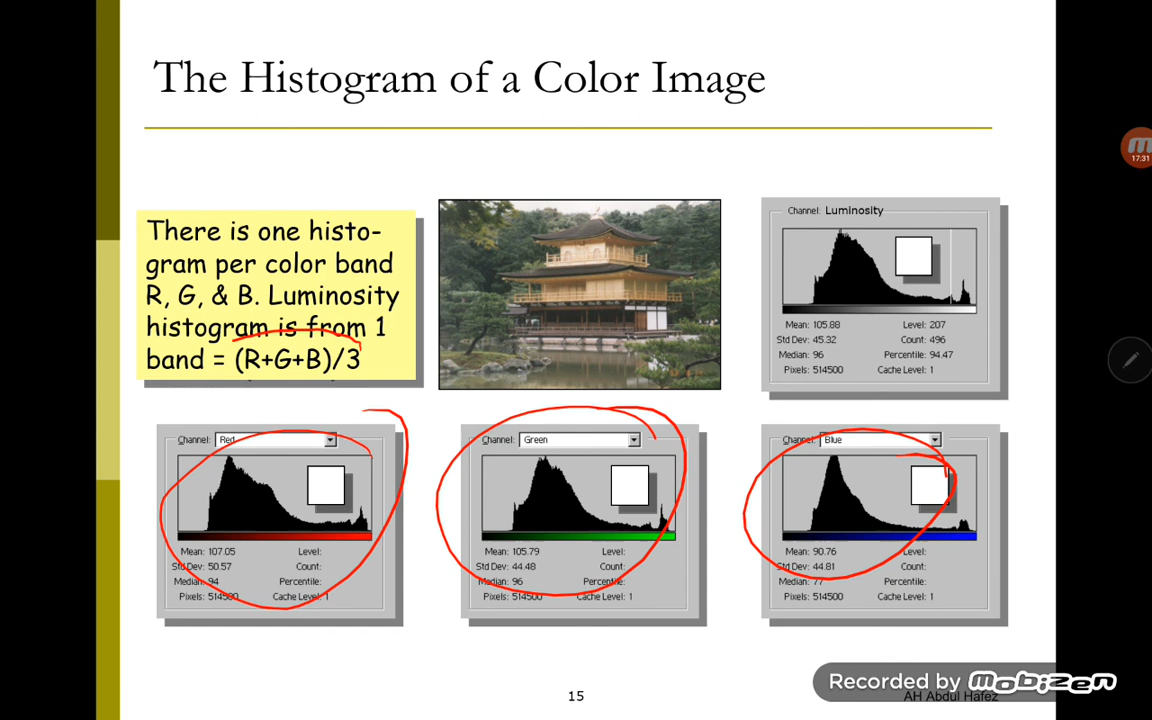 The Histogram of a Color Image
There is one histo-
gram per color band
R, G, & B. Luminosity
histogram is from 1
band = (R+G+B)/3
Channel: Luminosity
Mean: 105.88 Level: 207
Std Dev: 45.32 Count: 496
Median: 96 Percentile: 94.47
Pixels: 514500 Cache Level: 1
Channel: Red
Mean: 107.05 Level:
Std Dev: 50.57 Count:
Median: 94 Percentile:
Pixels: 514500 Cache Level: 1
Channel: Green
Mean: 105.79 Level:
Std Dev: 44.48 Count:
Median: 96 Percentile:
Pixels: 514500 Cache Level: 1
Channel: Blue
Mean: 90.76 Level:
Std Dev: 44.81 Count:
Median: 77 Percentile:
Pixels: 514500 Cache Level: 1
15
AH Abdul Hafez
Recorded by mobizen
m
17:31